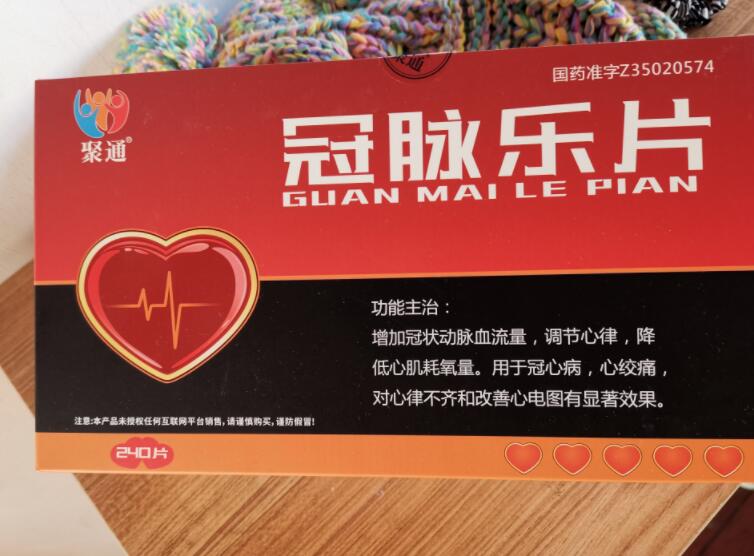 聚通
国药准字Z35020574
聚通®
冠脉乐片
GUAN MAI LE PIAN
功能主治：
增加冠状动脉血流量，调节心律，降
低心肌耗氧量。用于冠心病，心绞痛，
对心律不齐和改善心电图有显著效果。
注意:本产品未授权任何互联网平台销售,请谨慎购买,谨防假冒!
240片